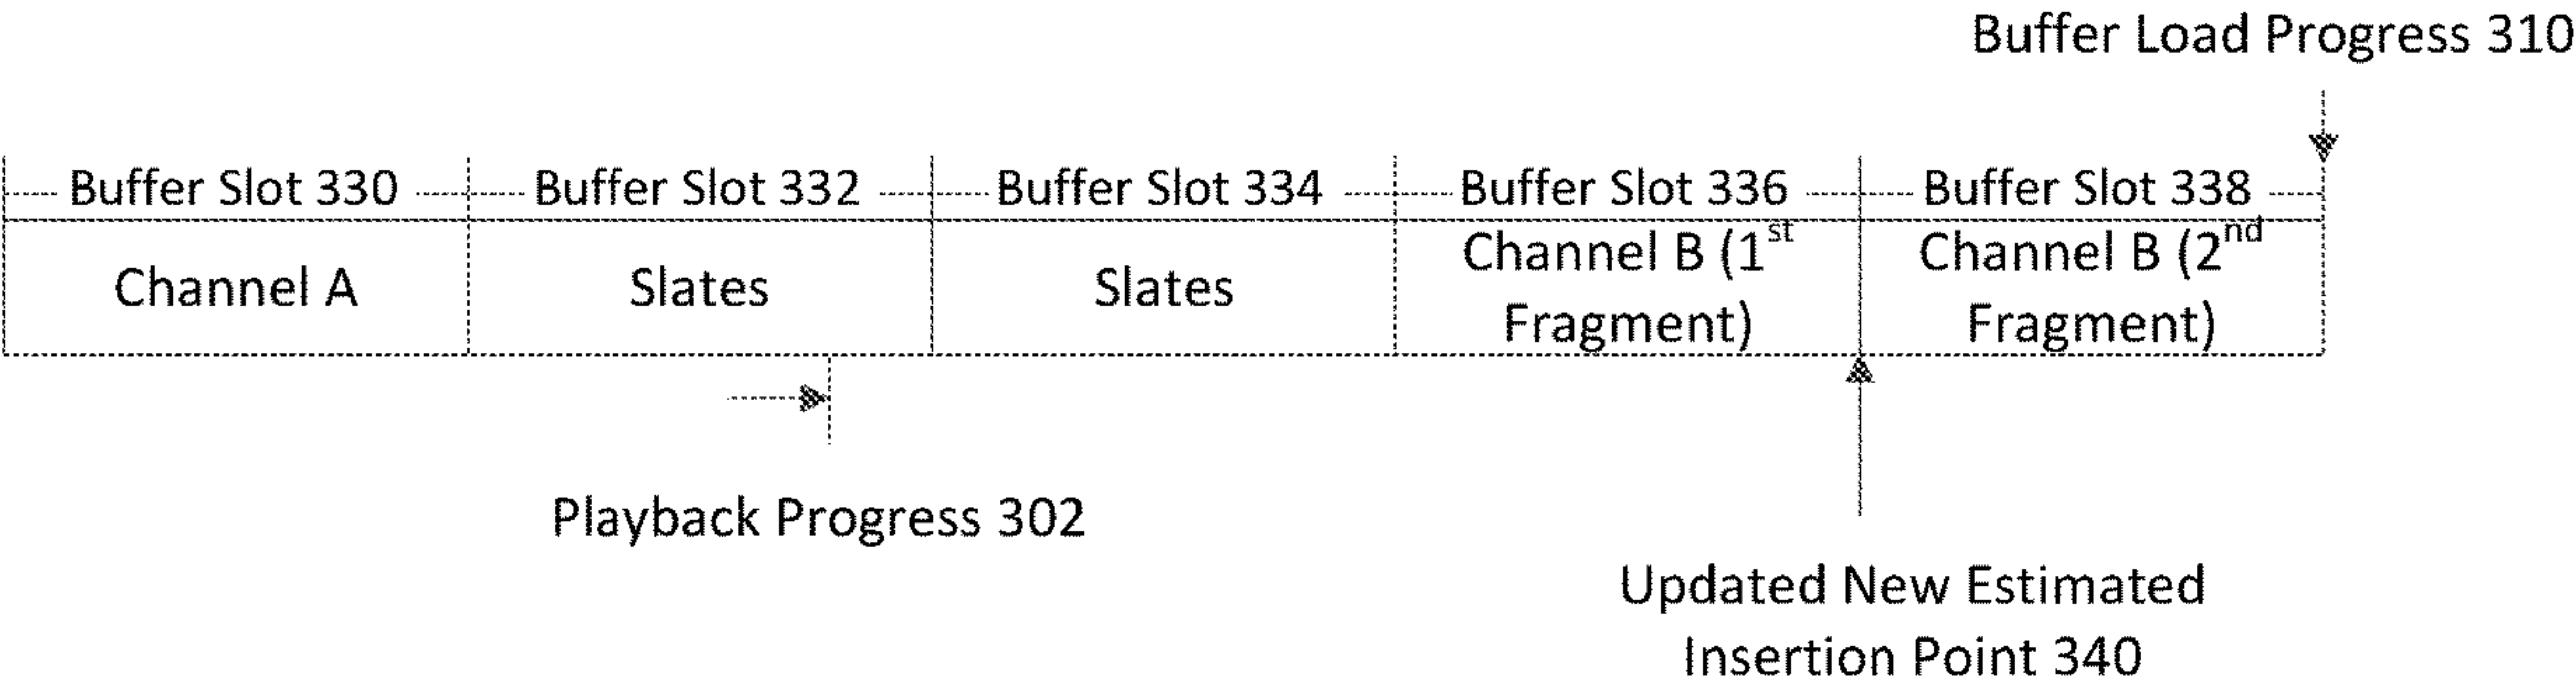 Buffer Load Progress 310
Buffer Slot 330 Buffer Slot 332 Buffer Slot 334 Buffer Slot 336 Buffer Slot 338
Channel A
Slates
Slates
Channel B (1st
Fragment)
Channel B (2nd
Fragment)
Playback Progress 302
Updated New Estimated
Insertion Point 340